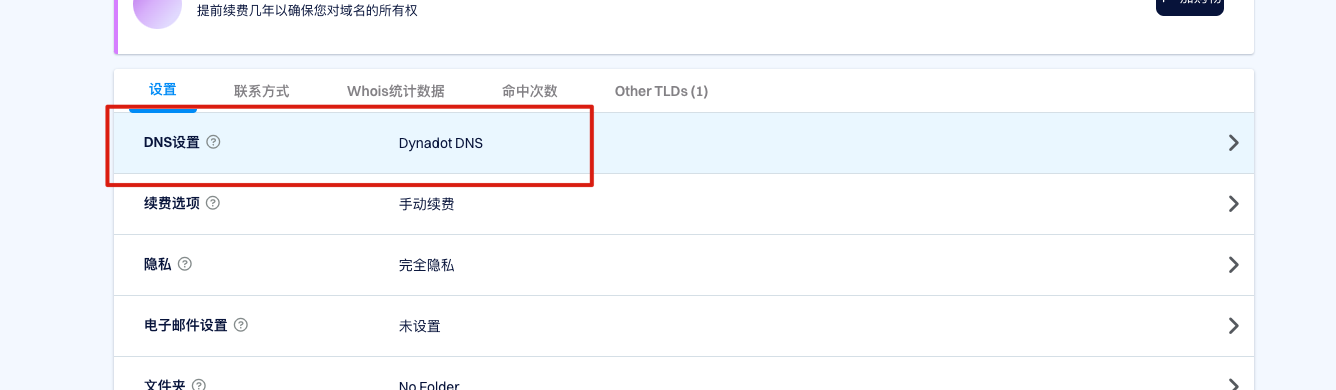 提前续费几年以确保您对域名的所有权
设置 联系方式 Whois统计数据 命中次数 Other TLDs (1)
DNS设置 ? Dynadot DNS
续费选项 ? 手动续费
隐私 ? 完全隐私
电子邮件设置 ? 未设置
文件夹 ? No Folder